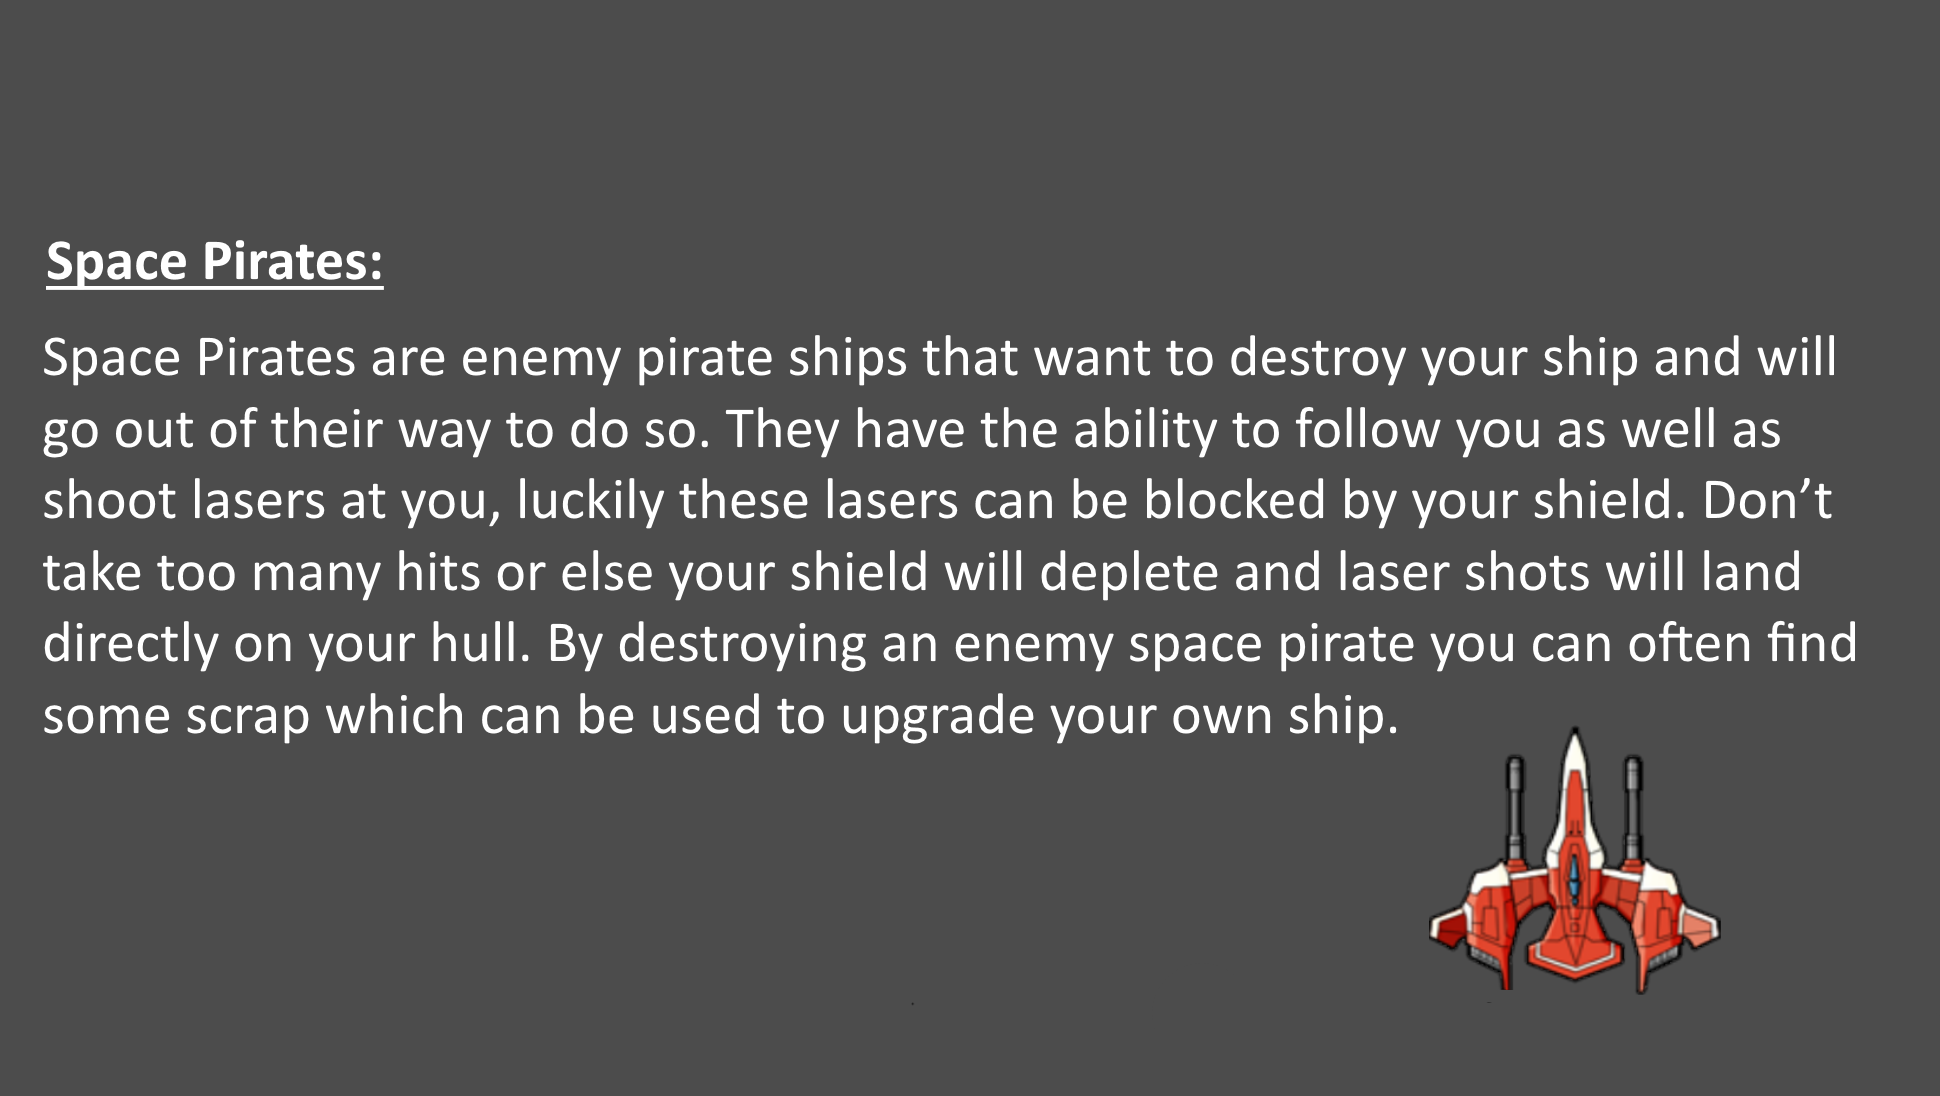 Space Pirates:
Space Pirates are enemy pirate ships that want to destroy your ship and will
go out of their way to do so. They have the ability to follow you as well as
shoot lasers at you, luckily these lasers can be blocked by your shield. Don’t
take too many hits or else your shield will deplete and laser shots will land
directly on your hull. By destroying an enemy space pirate you can often find
some scrap which can be used to upgrade your own ship.